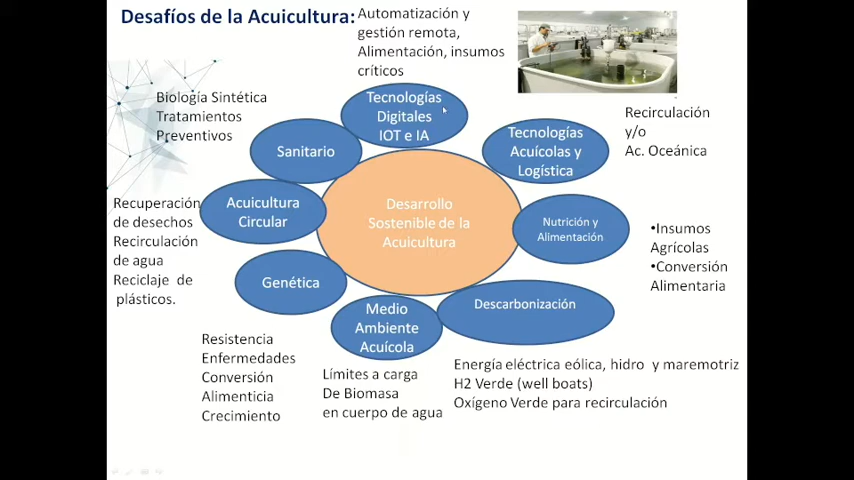 Desafíos de la Acuicultura:
Automatización y
gestión remota,
Alimentación, insumos
críticos
Biología Sintética
Tratamientos
Preventivos
Tecnologías
Digitales
IOT e IA
Sanitario
Tecnologías
Acuícolas y
Logística
Recirculación
y/o
Ac. Oceánica
Recuperación
de desechos
Recirculación
de agua
Reciclaje de
plásticos.
Acuicultura
Circular
Desarrollo
Sostenible de la
Acuicultura
Nutrición y
Alimentación
•Insumos
Agrícolas
•Conversión
Alimentaria
Genética
Medio
Ambiente
Acuícola
Descarbonización
Resistencia
Enfermedades
Conversión
Alimenticia
Crecimiento
Límites a carga
De Biomasa
en cuerpo de agua
Energía eléctrica eólica, hidro y maremotriz
H2 Verde (well boats)
Oxígeno Verde para recirculación